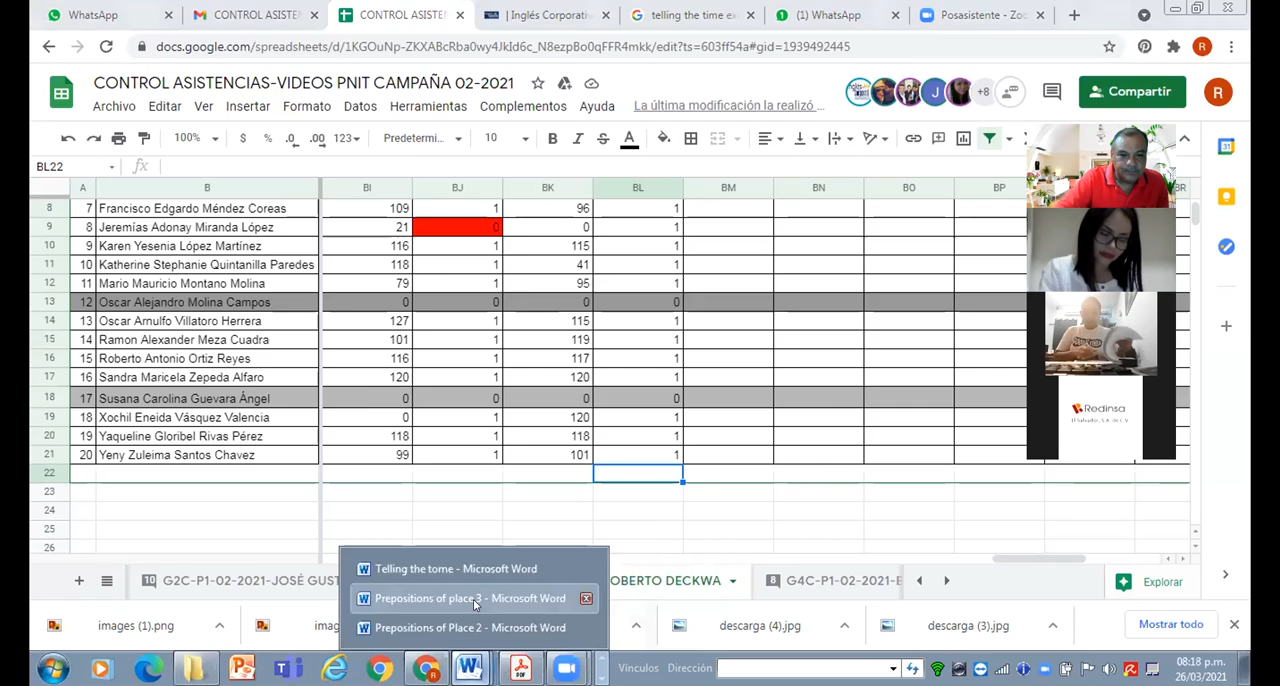 WhatsApp
CONTROL ASISTEN
CONTROL ASISTEN
| Inglés Corporativ
telling the time ex
(1) WhatsApp
Posasistente - Zoo
docs.google.com/spreadsheets/d/1KGOuNp-ZKXABcRba0wy4JkId6c_N8ezpBo0qFFR4mkk/edit?ts=603ff54a#gid=1939492445
R
CONTROL ASISTENCIAS-VIDEOS PNIT CAMPAÑA 02-2021
Archivo Editar Ver Insertar Formato Datos Herramientas Complementos Ayuda La última modificación la realizó ...
J +8 Compartir R
100% $ % .0 .00 123 Predetermi... 10 B I S A
BL22 fx
A B BI BJ BK BL BM BN BO BP BR
8 7 Francisco Edgardo Méndez Coreas 109 1 96 1
9 8 Jeremías Adonay Miranda López 21 0 0 1
10 9 Karen Yesenia López Martínez 116 1 115 1
11 10 Katherine Stephanie Quintanilla Paredes 118 1 41 1
12 11 Mario Mauricio Montano Molina 79 1 95 1
13 12 Oscar Alejandro Molina Campos 0 0 0 0
14 13 Oscar Arnulfo Villatoro Herrera 127 1 115 1
15 14 Ramon Alexander Meza Cuadra 101 1 119 1
16 15 Roberto Antonio Ortiz Reyes 116 1 117 1
17 16 Sandra Maricela Zepeda Alfaro 120 1 120 1
18 17 Susana Carolina Guevara Ángel 0 0 0 0
19 18 Xochil Eneida Vásquez Valencia 0 1 120 1
20 19 Yaqueline Gloribel Rivas Pérez 118 1 118 1
21 20 Yeny Zuleima Santos Chavez 99 1 101 1
22
23
24
25
26
Redinsa
El Salvador, S.A. de C.V.
31
Telling the tome - Microsoft Word
Prepositions of place 3 - Microsoft Word
Prepositions of Place 2 - Microsoft Word
10 G2C-P1-02-2021-JOSÉ GUST
OBERTO DECKWA
8 G4C-P1-02-2021-E
Explorar
images (1).png
imag
descarga (4).jpg
descarga (3).jpg
Mostrar todo
Vínculos Dirección
08:18 p.m.
26/03/2021